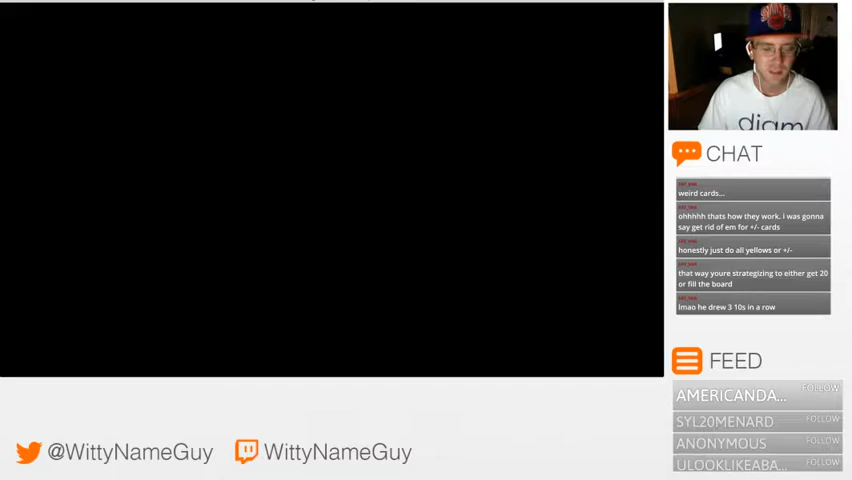 diam
CHAT
weird cards...
ohhhhh thats how they work. i was gonna
say get rid of em for +/- cards
honestly just do all yellows or +/-
that way youre strategizing to either get 20
or fill the board
lmao he drew 3 10s in a row
FEED
AMERICANDA... FOLLOW
SYL20MENARD FOLLOW
ANONYMOUS FOLLOW
ULOOKLIKEABA... FOLLOW
@WittyNameGuy WittyNameGuy